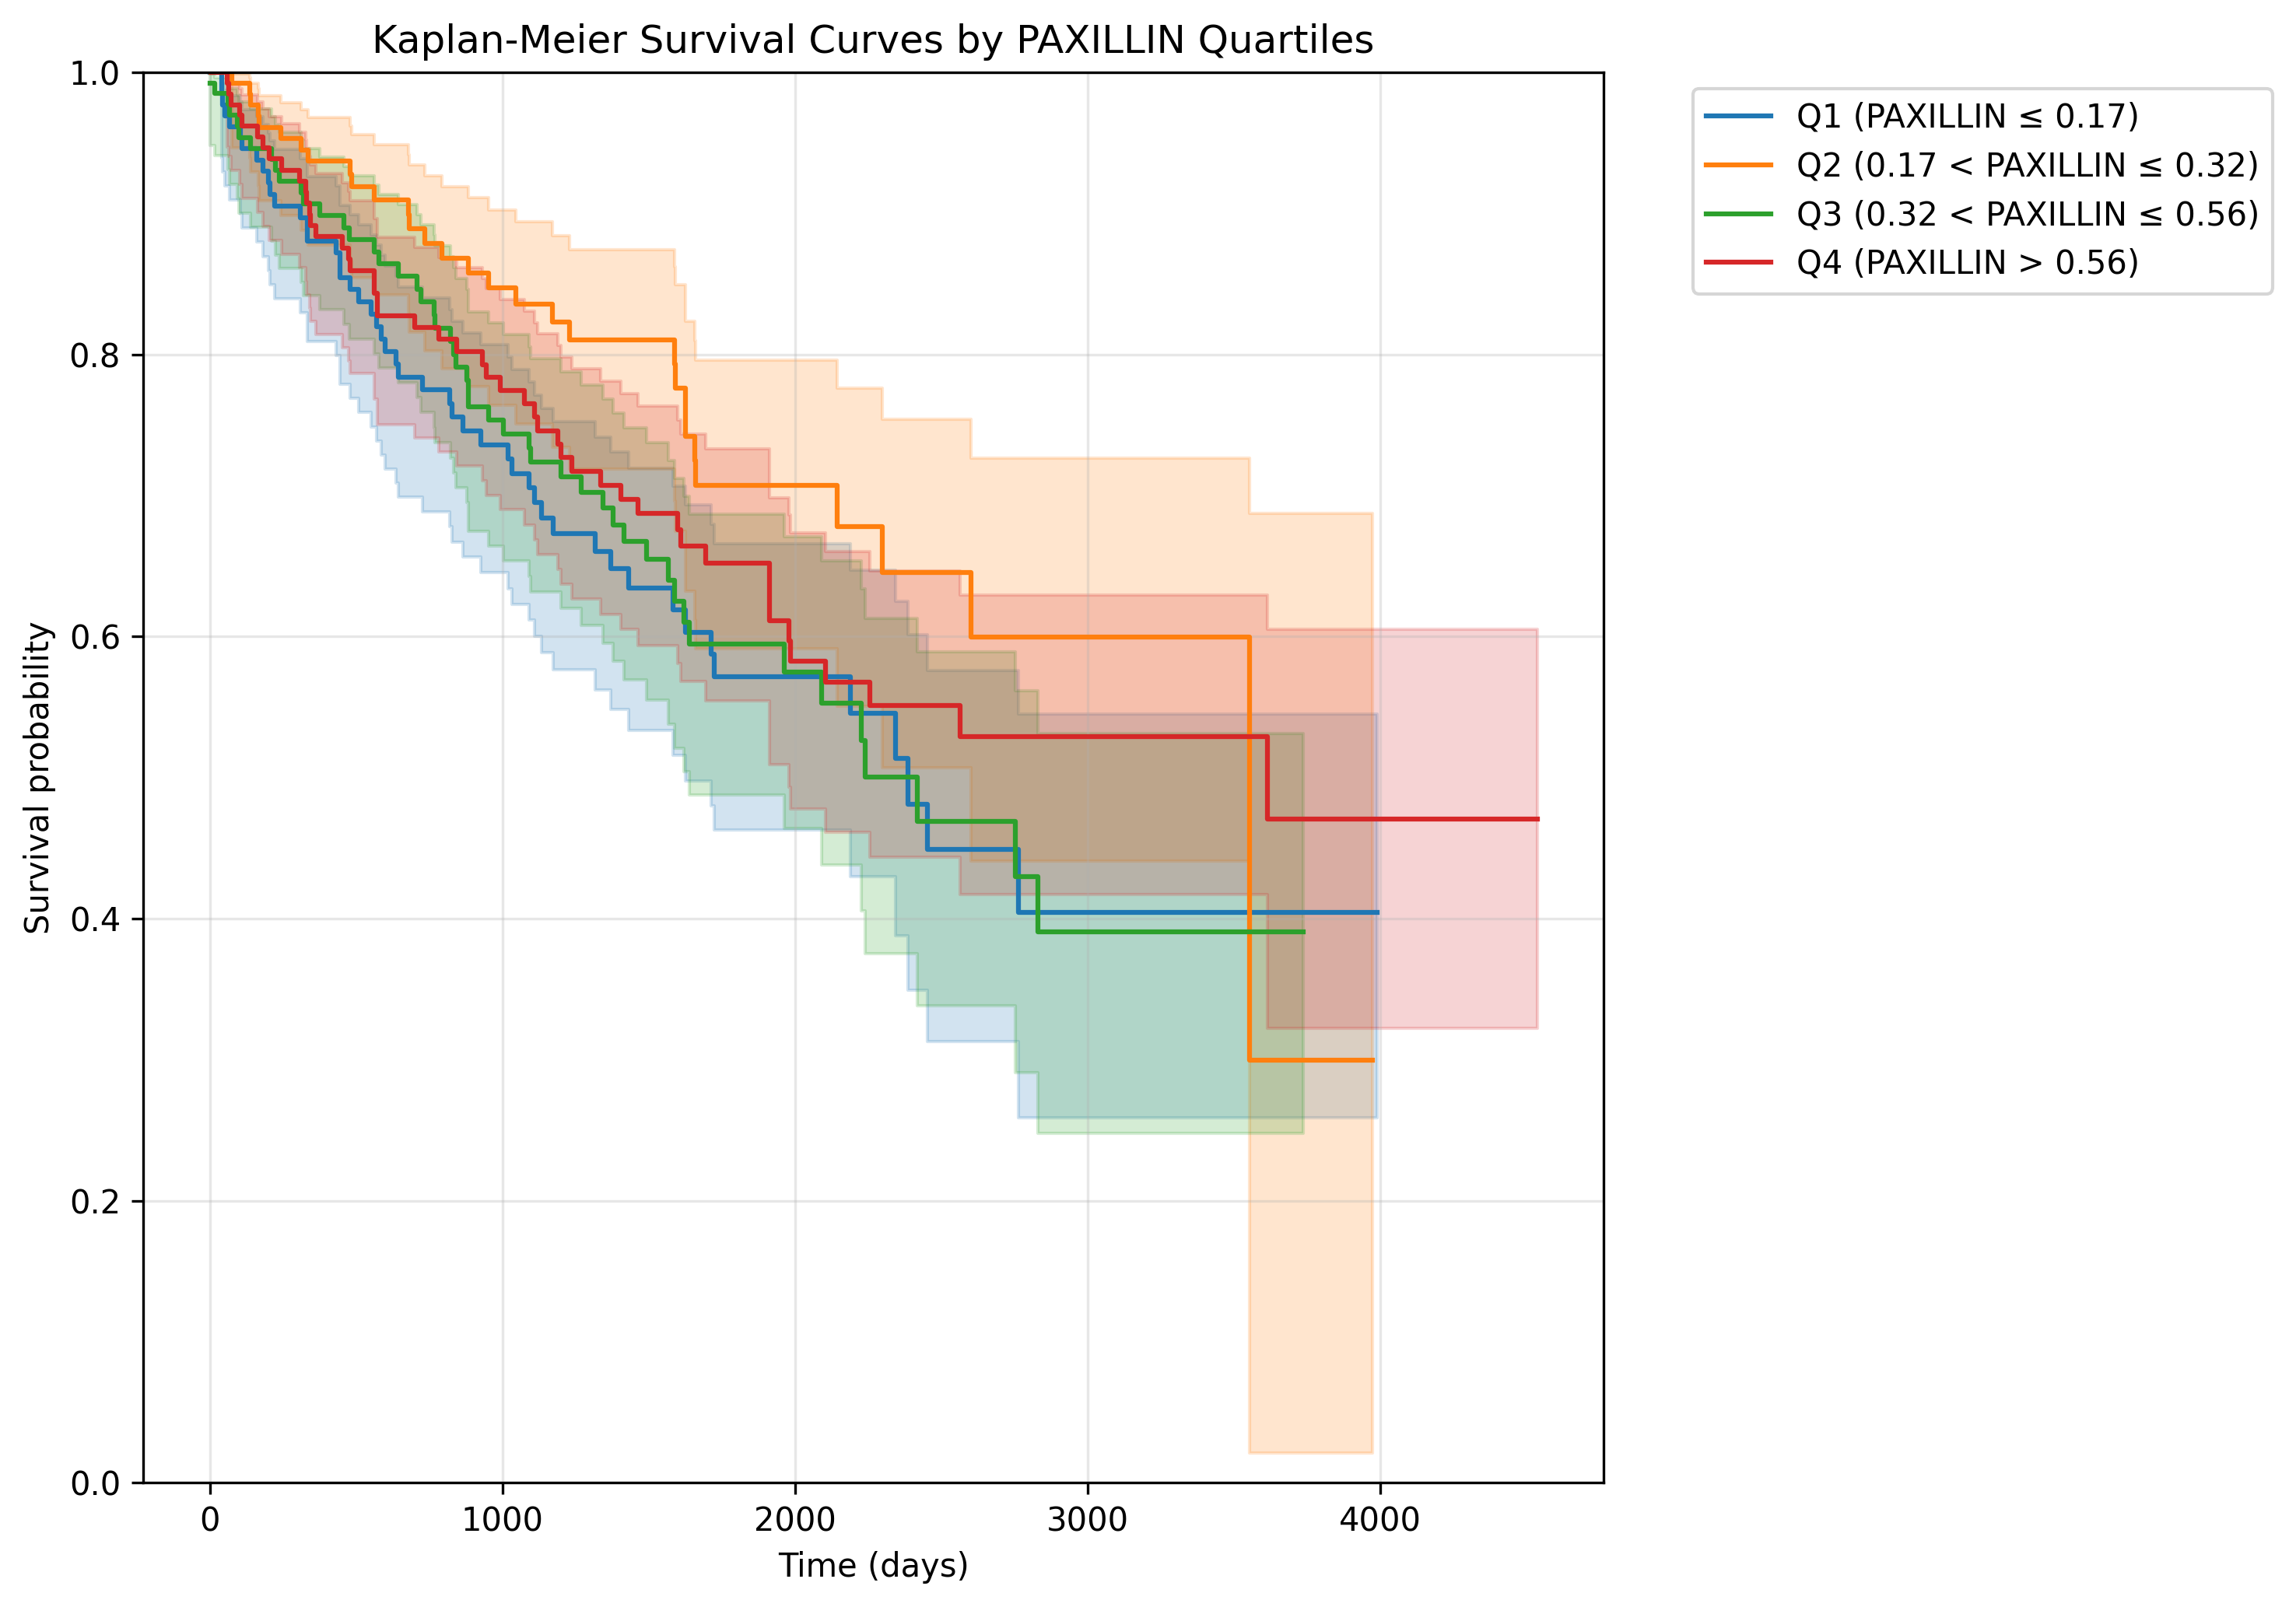 Kaplan-Meier Survival Curves by PAXILLIN Quartiles
Survival probability
1.0
0.8
0.6
0.4
0.2
0.0
0
1000
2000
3000
4000
Time (days)
Q1 (PAXILLIN ≤ 0.17)
Q2 (0.17 < PAXILLIN ≤ 0.32)
Q3 (0.32 < PAXILLIN ≤ 0.56)
Q4 (PAXILLIN > 0.56)